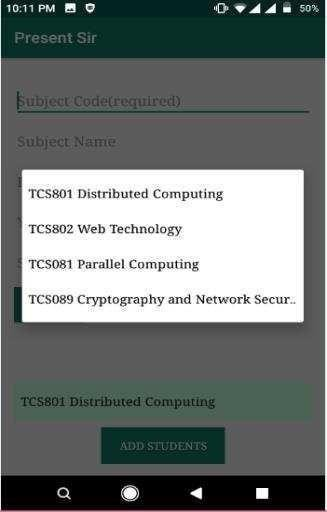 10:11 PM
50%
Present Sir
Subject Code(required)
Subject Name
TCS801 Distributed Computing
TCS802 Web Technology
TCS081 Parallel Computing
TCS089 Cryptography and Network Secur..
TCS801 Distributed Computing
ADD STUDENTS